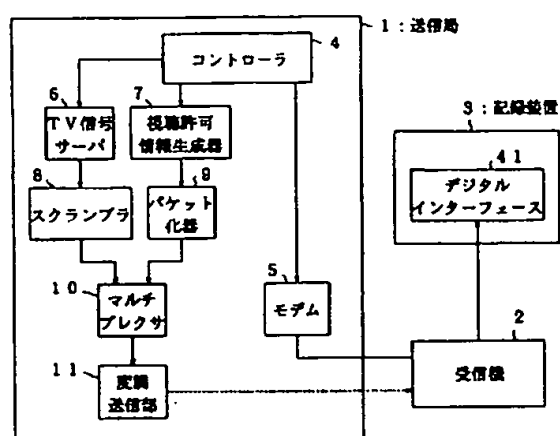 1:送信局
4
コントローラ
6
TV信号
サーバ
7
視聴許可
情報生成器
3:記録装置
41
デジタル
インターフェース
8
スクランブラ
9
パケット
化器
5
モデム
10
マルチ
プレクサ
2
受信機
11
変調
送信部